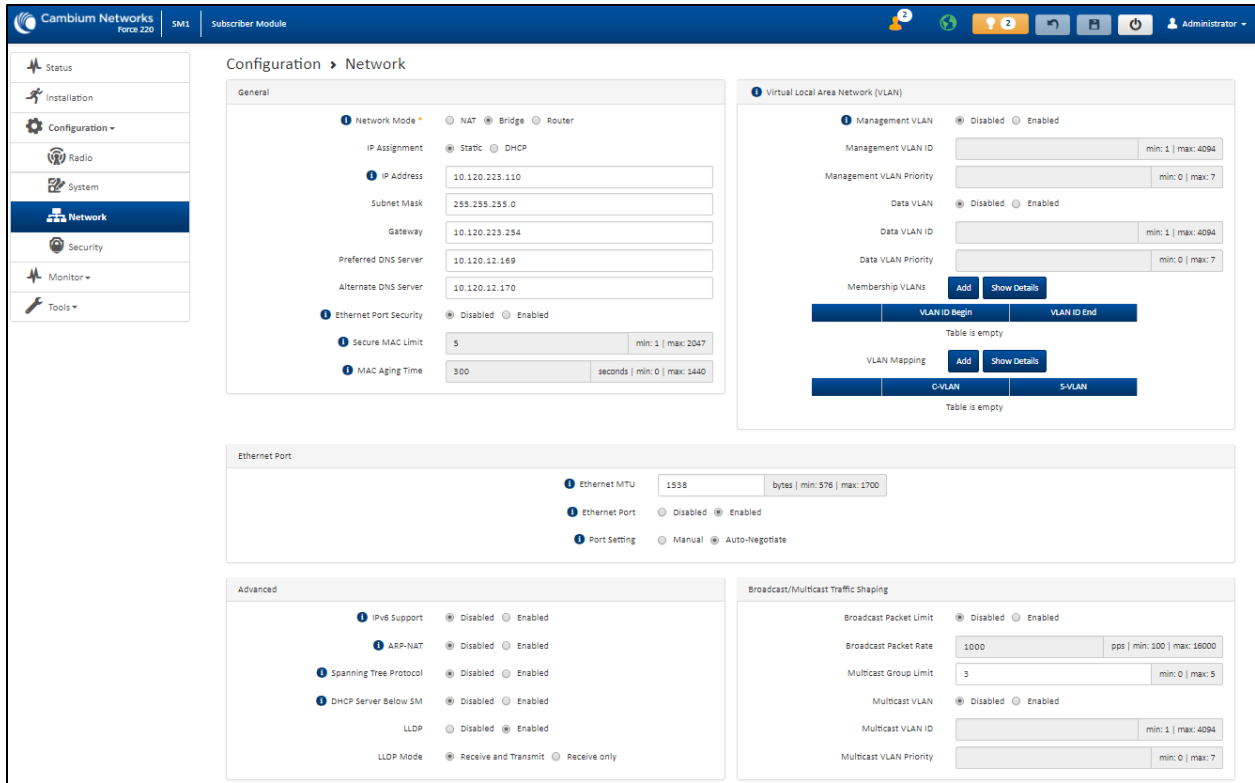 Cambium Networks
Force 220
SM1
Subscriber Module
2
2
Administrator
Status
Installation
Configuration
Radio
System
Network
Security
Monitor
Tools
Configuration > Network
General
Network Mode * NAT Bridge Router
IP Assignment Static DHCP
IP Address 10.120.223.110
Subnet Mask 255.255.255.0
Gateway 10.120.223.254
Preferred DNS Server 10.120.12.169
Alternate DNS Server 10.120.12.170
Ethernet Port Security Disabled Enabled
Secure MAC Limit 5 min: 1 | max: 2047
MAC Aging Time 300 seconds | min: 0 | max: 1440
Virtual Local Area Network (VLAN)
Management VLAN Disabled Enabled
Management VLAN ID min: 1 | max: 4094
Management VLAN Priority min: 0 | max: 7
Data VLAN Disabled Enabled
Data VLAN ID min: 1 | max: 4094
Data VLAN Priority min: 0 | max: 7
Membership VLANs Add Show Details
VLAN ID Begin VLAN ID End
Table is empty
VLAN Mapping Add Show Details
C-VLAN S-VLAN
Table is empty
Ethernet Port
Ethernet MTU 1538 bytes | min: 576 | max: 1700
Ethernet Port Disabled Enabled
Port Setting Manual Auto-Negotiate
Advanced
IPv6 Support Disabled Enabled
ARP-NAT Disabled Enabled
Spanning Tree Protocol Disabled Enabled
DHCP Server Below SM Disabled Enabled
LLDP Disabled Enabled
LLDP Mode Receive and Transmit Receive only
Broadcast/Multicast Traffic Shaping
Broadcast Packet Limit Disabled Enabled
Broadcast Packet Rate 1000 pps | min: 100 | max: 16000
Multicast Group Limit 3 min: 0 | max: 5
Multicast VLAN Disabled Enabled
Multicast VLAN ID min: 1 | max: 4094
Multicast VLAN Priority min: 0 | max: 7